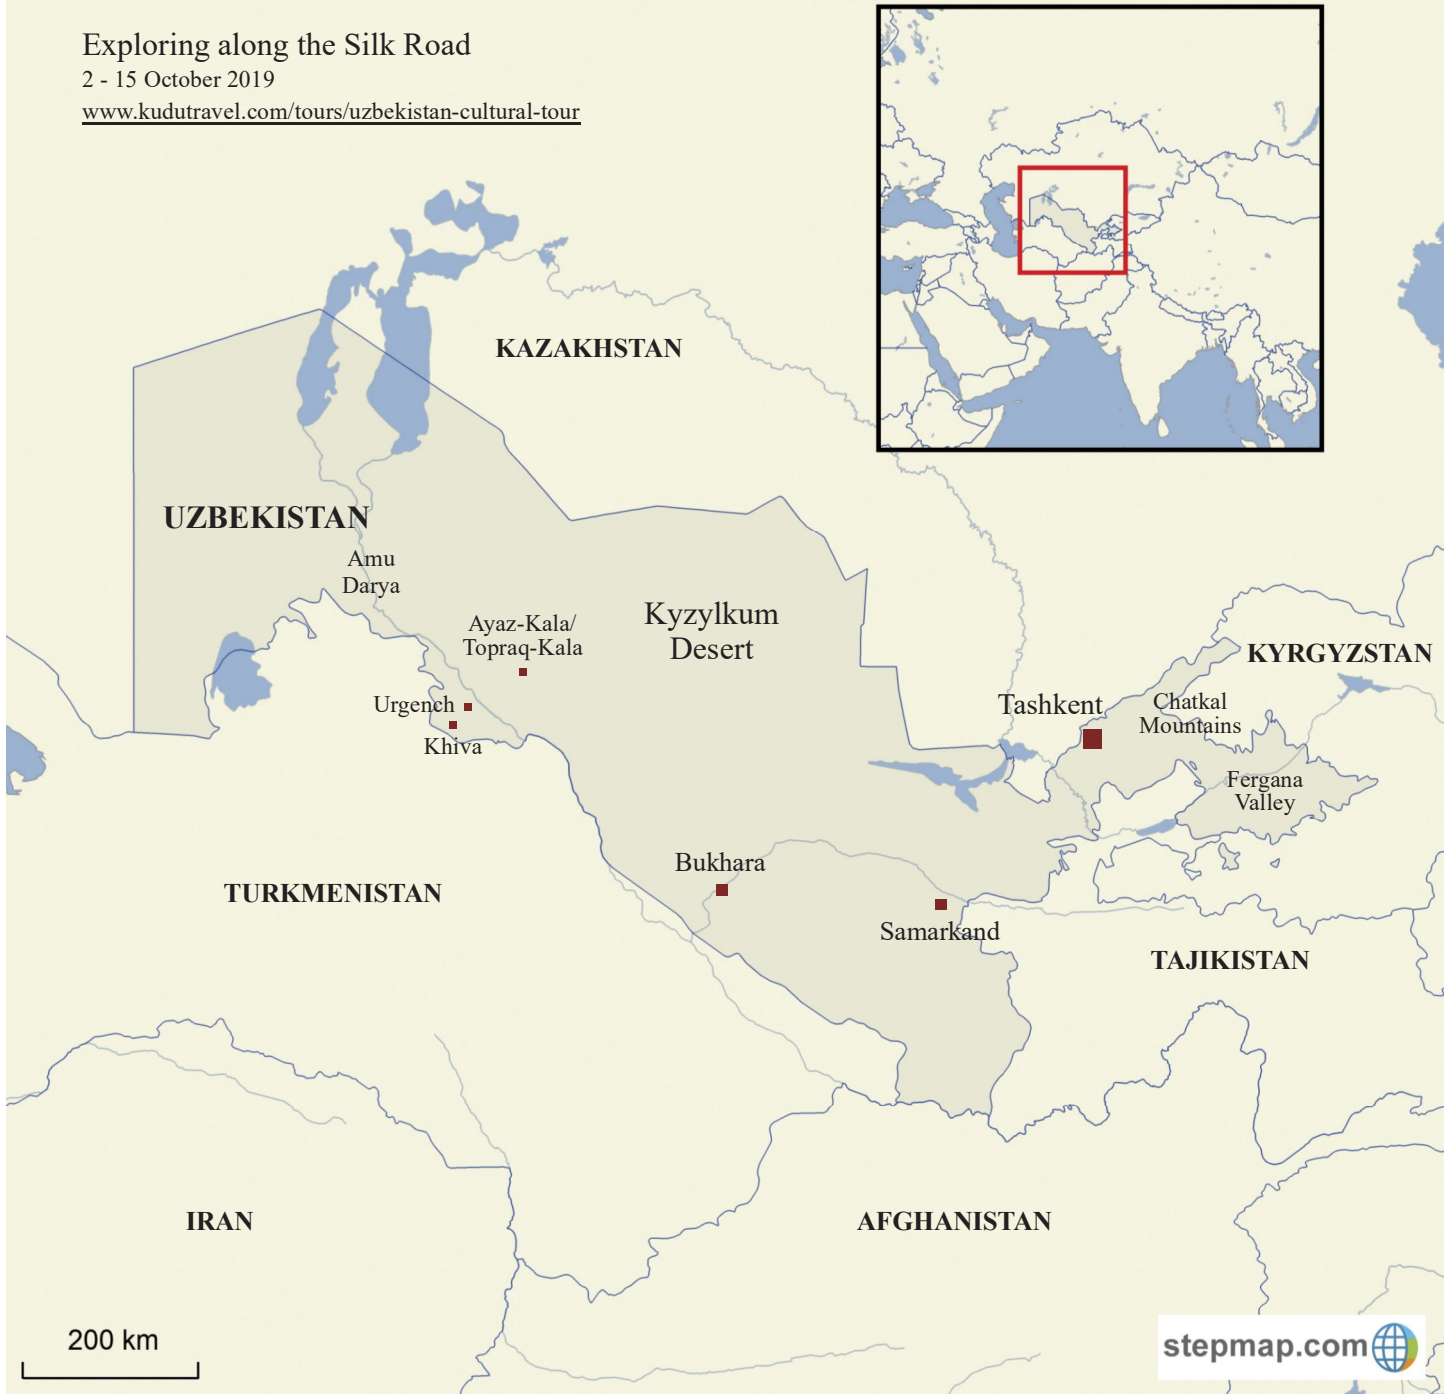 Exploring along the Silk Road
2 - 15 October 2019
www.kudutravel.com/tours/uzbekistan-cultural-tour
KAZAKHSTAN
UZBEKISTAN
Amu
Darya
Ayaz-Kala/
Topraq-Kala
Kyzylkum
Desert
KYRGYZSTAN
Urgench
Khiva
Tashkent
Chatkal
Mountains
Fergana
Valley
Bukhara
TURKMENISTAN
Samarkand
TAJIKISTAN
IRAN
AFGHANISTAN
200 km
stepmap.com